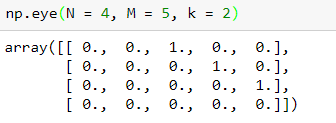 np.eye(N = 4, M = 5, k = 2)
array([[ 0., 0., 1., 0., 0.],
[ 0., 0., 0., 1., 0.],
[ 0., 0., 0., 0., 1.],
[ 0., 0., 0., 0., 0.]])